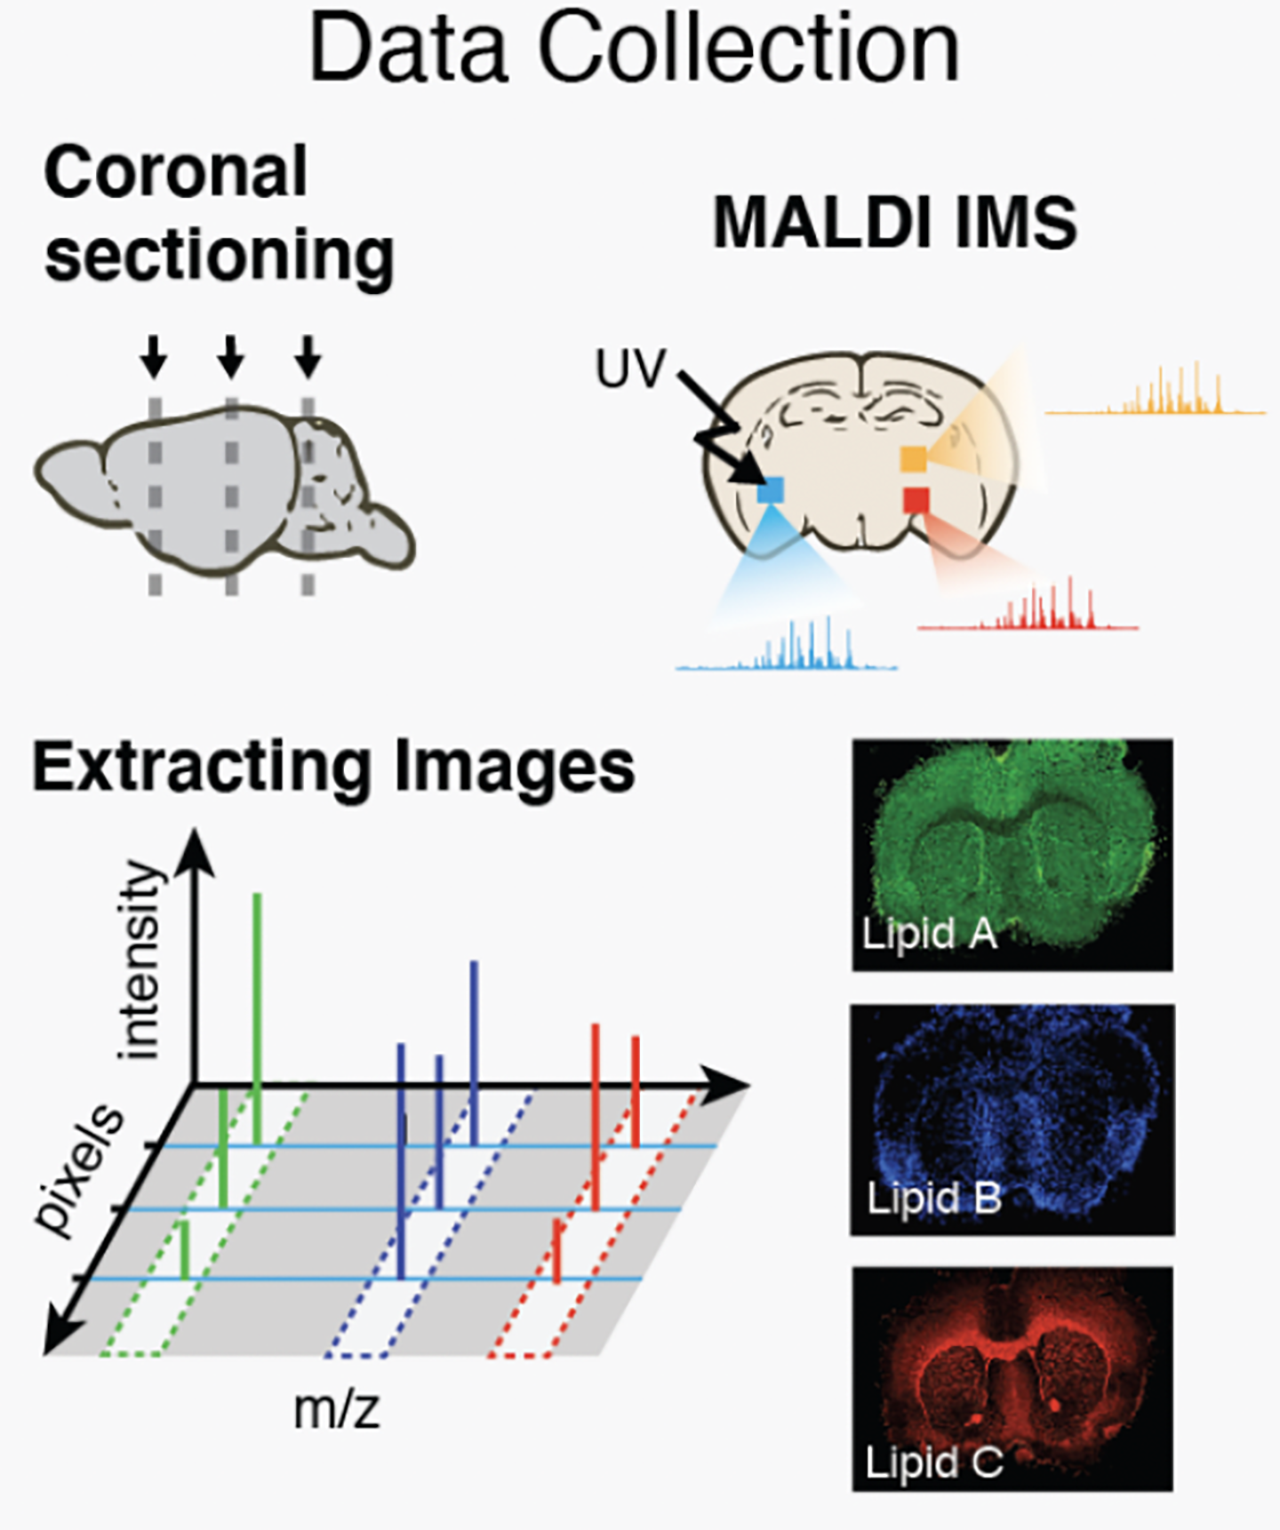 Data Collection
Coronal
sectioning
MALDI IMS
UV
Extracting Images
intensity
pixels
m/z
Lipid A
Lipid B
Lipid C